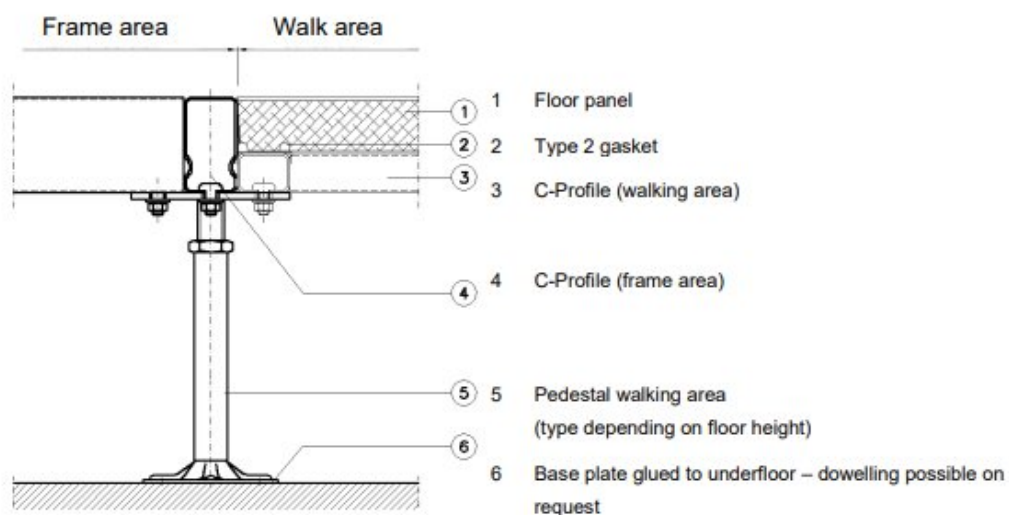 Frame area Walk area
1 1 Floor panel
2 2 Type 2 gasket
3 3 C-Profile (walking area)
4 4 C-Profile (frame area)
5 5 Pedestal walking area
(type depending on floor height)
6 6 Base plate glued to underfloor – dowelling possible on
request